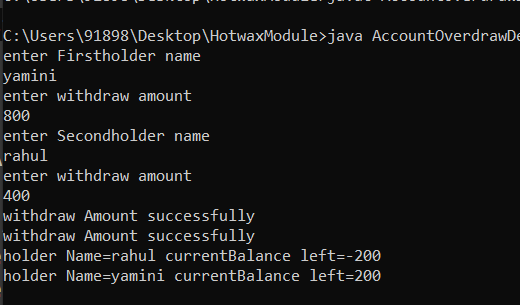 C:\Users\91898\Desktop\HotwaxModule>java AccountOverdrawDe
enter Firstholder name
yamini
enter withdraw amount
800
enter Secondholder name
rahul
enter withdraw amount
400
withdraw Amount successfully
withdraw Amount successfully
holder Name=rahul currentBalance left=-200
holder Name=yamini currentBalance left=200